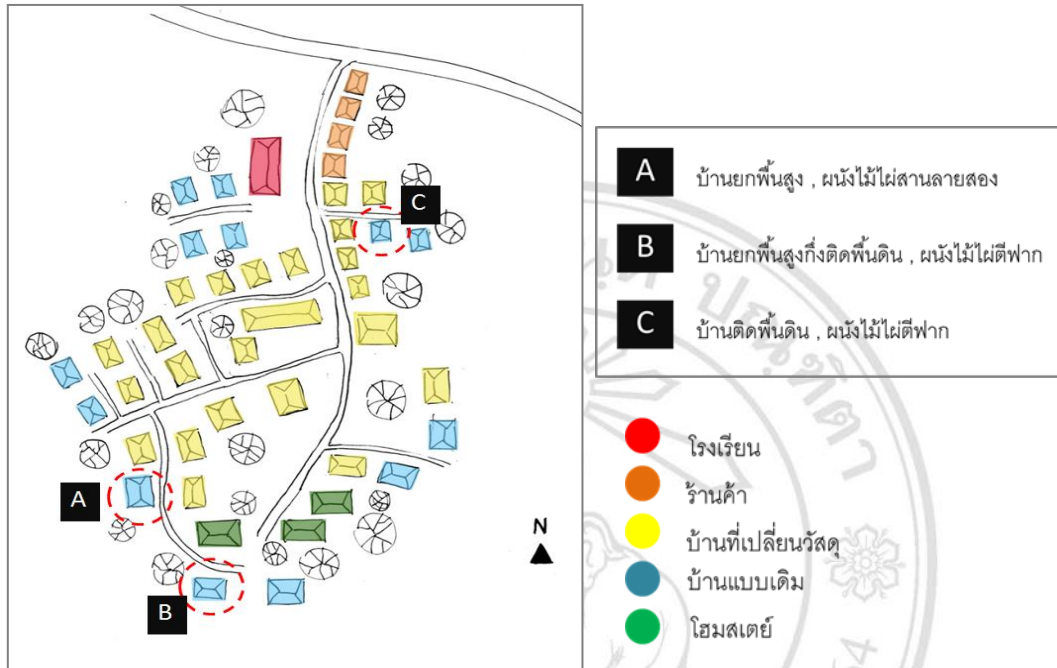 C
A
B
N
A บ้านยกพื้นสูง , ผนังไม้ไผ่สานลายสอง
B บ้านยกพื้นสูงกึ่งติดพื้นดิน , ผนังไม้ไผ่ตีฟาก
C บ้านติดพื้นดิน , ผนังไม้ไผ่ตีฟาก
โรงเรียน
ร้านค้า
บ้านที่เปลี่ยนวัสดุ
บ้านแบบเดิม
โฮมสเตย์